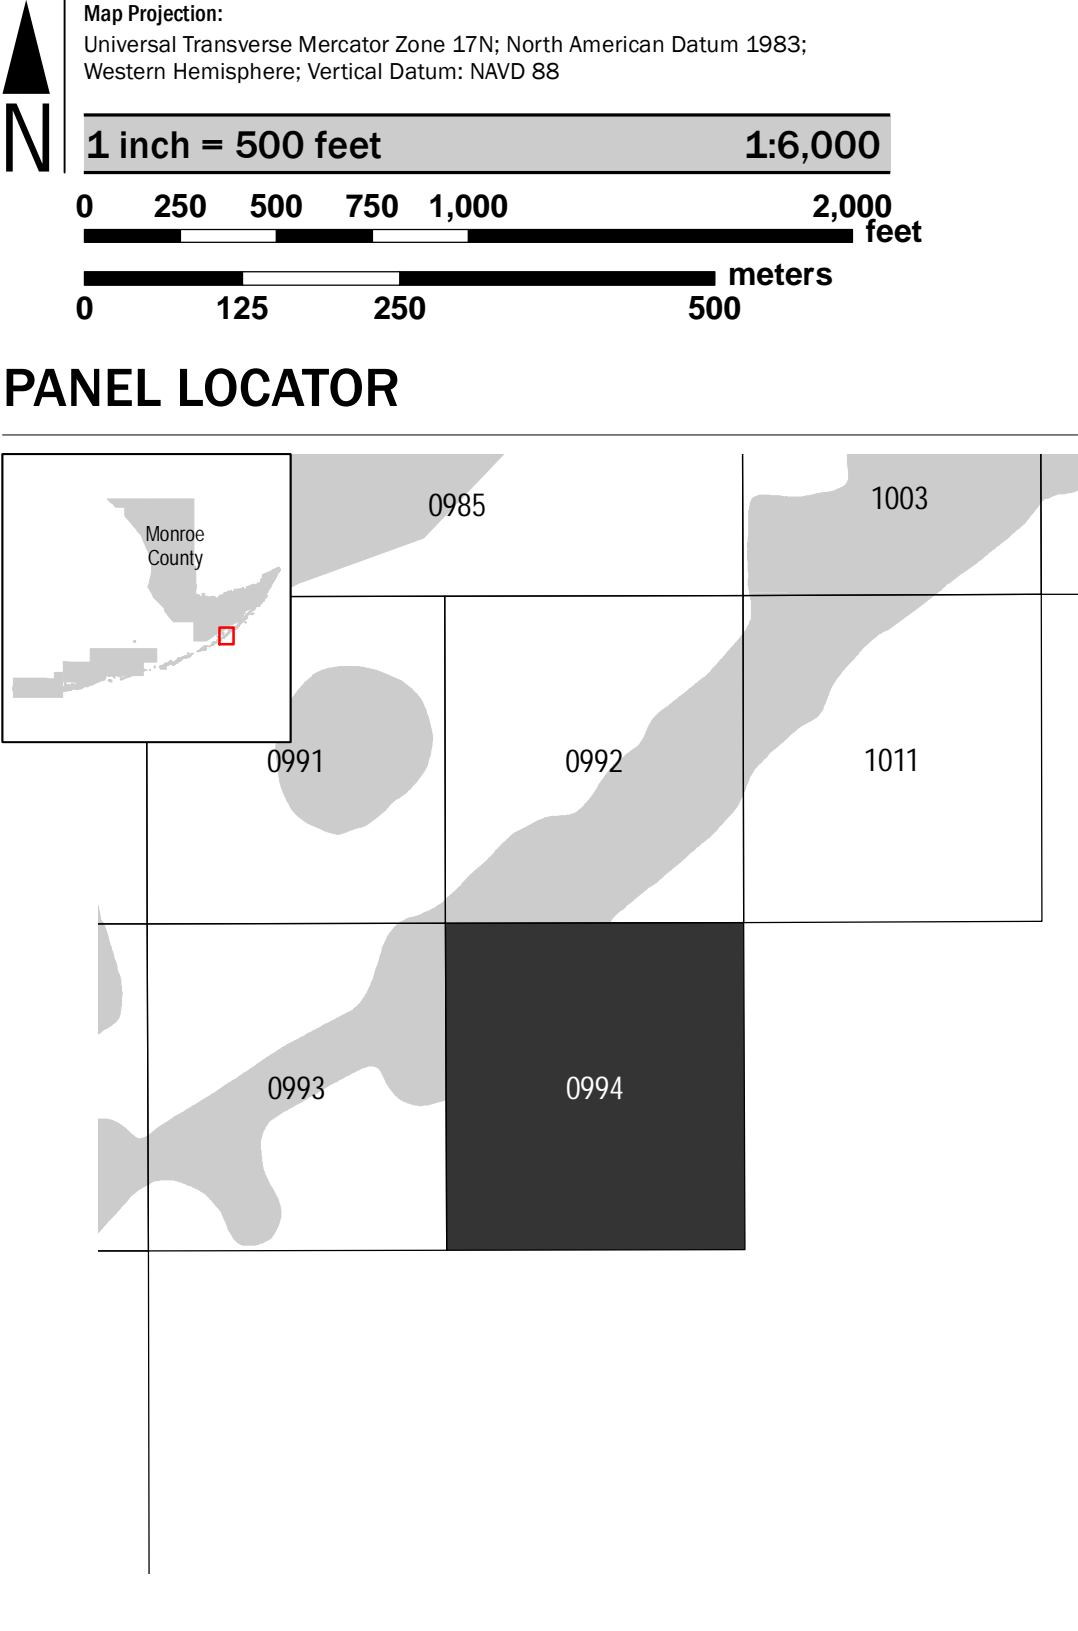 Map Projection:
Universal Transverse Mercator Zone 17N; North American Datum 1983;
Western Hemisphere; Vertical Datum: NAVD 88
N
1 inch = 500 feet 1:6,000
0 250 500 750 1,000 2,000
feet
meters
0 125 250 500
PANEL LOCATOR
0985
1003
Monroe
County
0991
0992
1011
0993
0994